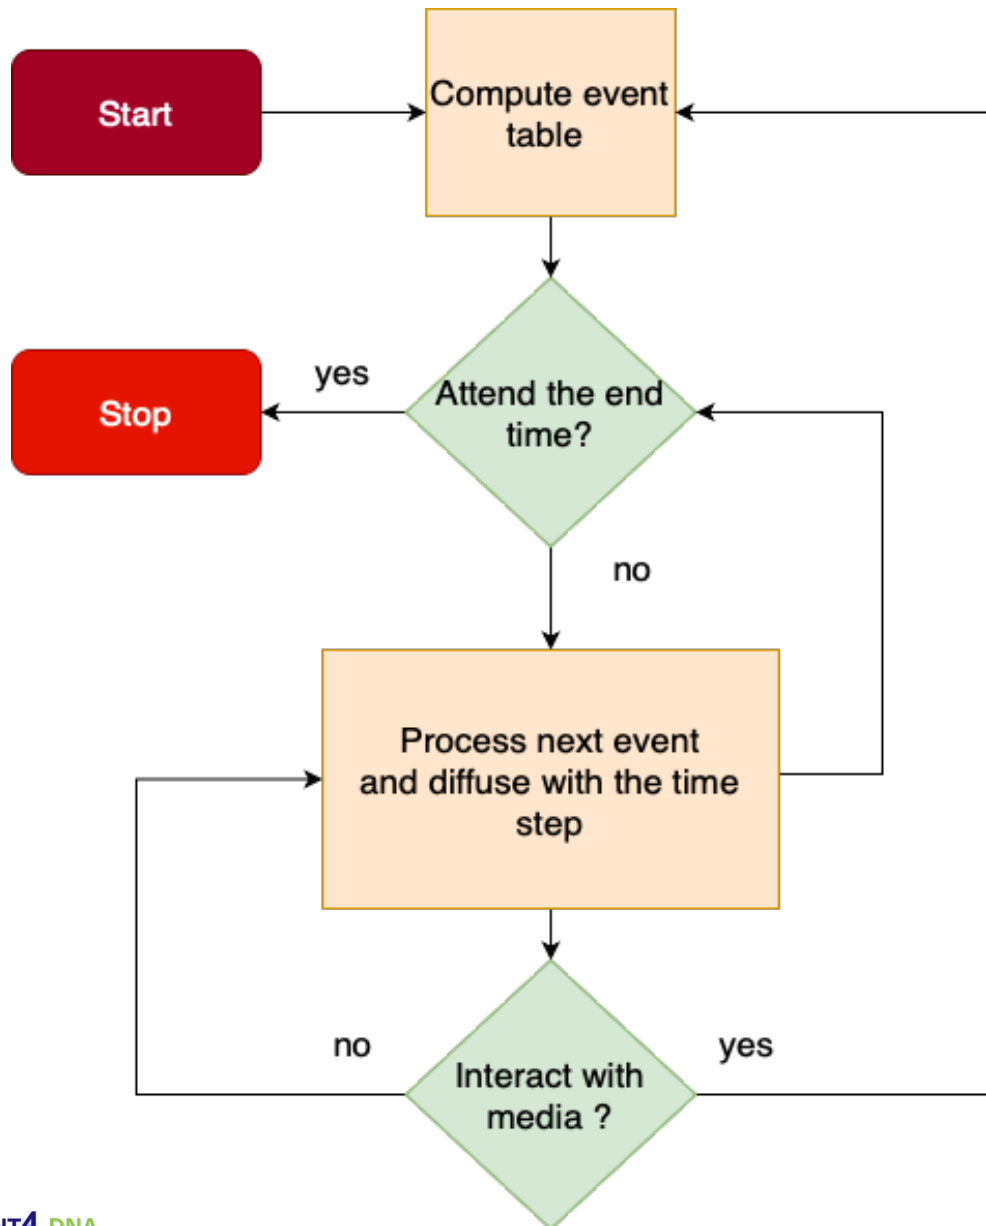 Start
Compute event
table
yes
Attend the end
time?
Stop
no
Process next event
and diffuse with the time
step
no
yes
Interact with
media ?
DNA